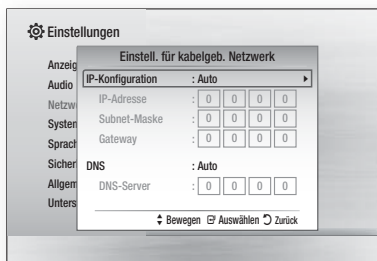 Einstellungen
Einstell. für kabelgeb. Netzwerk
Anzeig
Audio
Netzw
System
Sprach
Sicher
Allgem
Unters
IP-Konfiguration : Auto
IP-Adresse : 0 0 0 0
Subnet-Maske : 0 0 0 0
Gateway : 0 0 0 0
DNS : Auto
DNS-Server : 0 0 0 0
Bewegen Auswählen Zurück